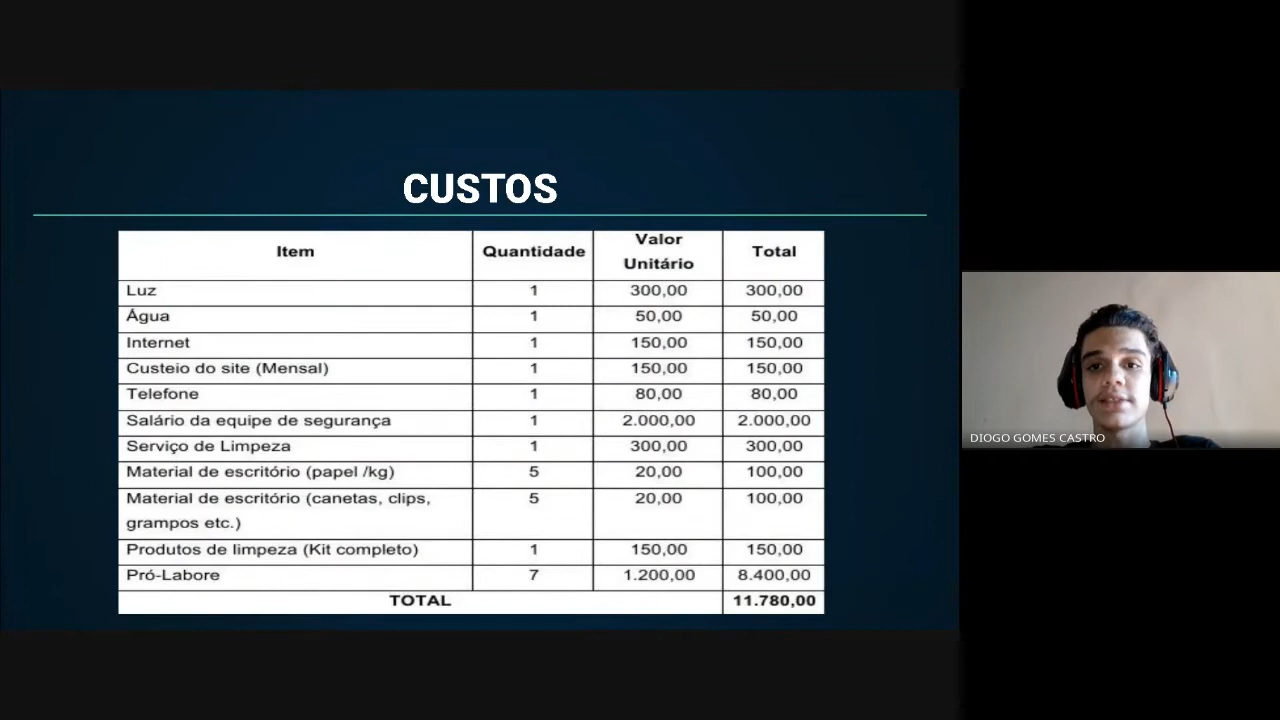 CUSTOS
Item Quantidade Valor Unitário Total
Luz 1 300,00 300,00
Água 1 50,00 50,00
Internet 1 150,00 150,00
Custeio do site (Mensal) 1 150,00 150,00
Telefone 1 80,00 80,00
Salário da equipe de segurança 1 2.000,00 2.000,00
Serviço de Limpeza 1 300,00 300,00
Material de escritório (papel /kg) 5 20,00 100,00
Material de escritório (canetas, clips, 5 20,00 100,00
grampos etc.)
Produtos de limpeza (Kit completo) 1 150,00 150,00
Pró-Labore 7 1.200,00 8.400,00
TOTAL 11.780,00
DIOGO GOMES CASTRO